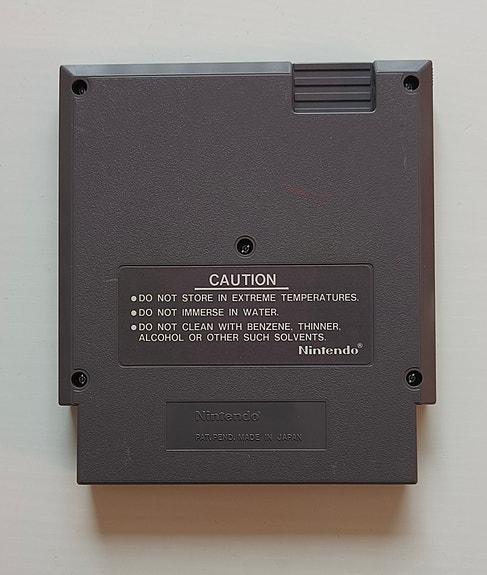 CAUTION
● DO NOT STORE IN EXTREME TEMPERATURES.
● DO NOT IMMERSE IN WATER.
● DO NOT CLEAN WITH BENZENE, THINNER,
ALCOHOL OR OTHER SUCH SOLVENTS.
Nintendo®
Nintendo®
PAT.PEND. MADE IN JAPAN